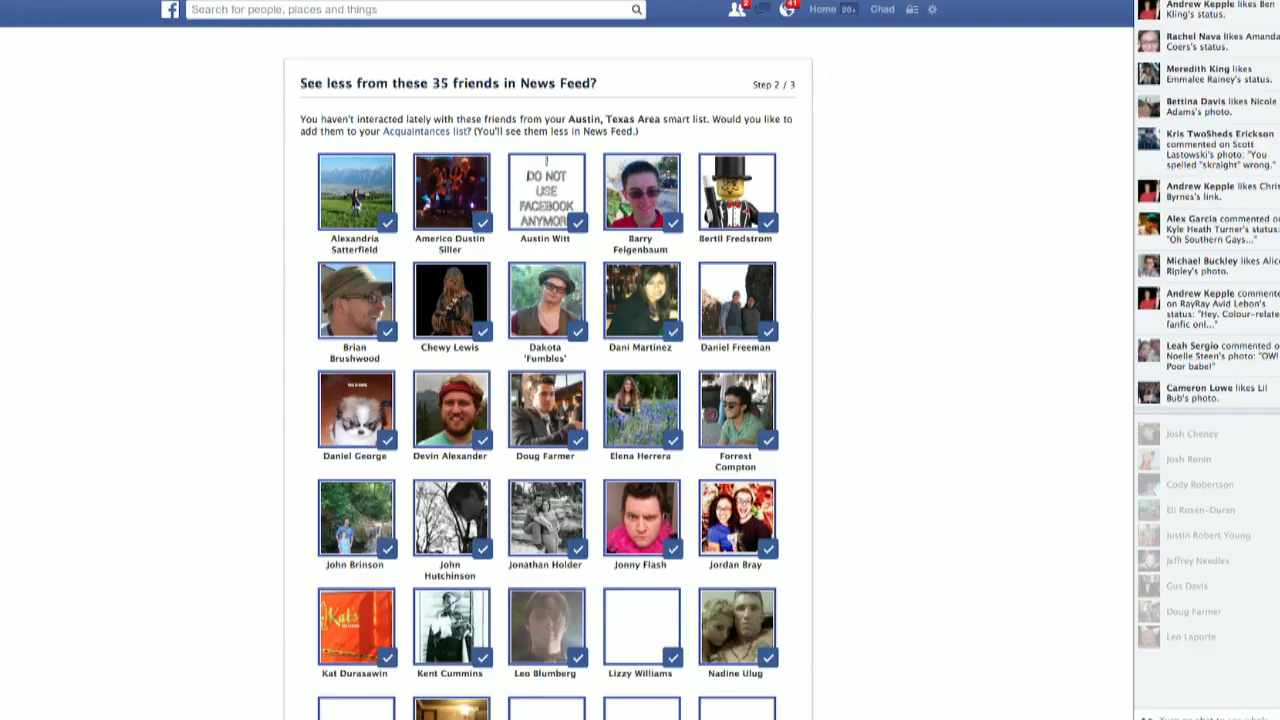 Search for people, places and things
2
41
Home 20+
Chad
See less from these 35 friends in News Feed?
Step 2 / 3
You haven't interacted lately with these friends from your Austin, Texas Area smart list. Would you like to
add them to your Acquaintances list? (You'll see them less in News Feed.)
I
DO NOT
USE
FACEBOOK
ANYMORE
Alexandria
Satterfield
Americo Dustin
Siller
Austin Witt
Barry
Feigenbaum
Bertil Fredstrom
Brian
Brushwood
Chewy Lewis
Dakota
'Fumbles'
Dani Martinez
Daniel Freeman
Daniel George
Devin Alexander
Doug Farmer
Elena Herrera
Forrest
Compton
John Brinson
John
Hutchinson
Jonathan Holder
Jonny Flash
Jordan Bray
Kat's
Kat Durasawin
Kent Cummins
Leo Blumberg
Lizzy Williams
Nadine Ulug
Andrew Kepple likes Ben
Kling's status.
Rachel Nava likes Amanda
Coers's status.
Meredith King likes
Emmalee Rainey's status.
Bettina Davis likes Nicole
Adams's photo.
Kris TwoSheds Erickson
commented on Scott
Lastowski's photo: "You
spelled "skraight" wrong."
Andrew Kepple likes Chris
Byrnes's link.
Alex Garcia commented on
Kyle Heath Turner's status:
"Oh Southern Gays..."
Michael Buckley likes Alice
Ripley's photo.
Andrew Kepple commente
on RayRay Avid Lebon's
status: "Hey. Colour-relate
fanfic onl..."
Leah Sergio commented o
Noelle Steen's photo: "OW!
Poor babe!"
Cameron Lowe likes Lil
Bub's photo.
Josh Cheney
Josh Ronin
Cody Robertson
Eli Rosen-Duran
Justin Robert Young
Jeffrey Needles
Gus Davis
Doug Farmer
Leo Laporte